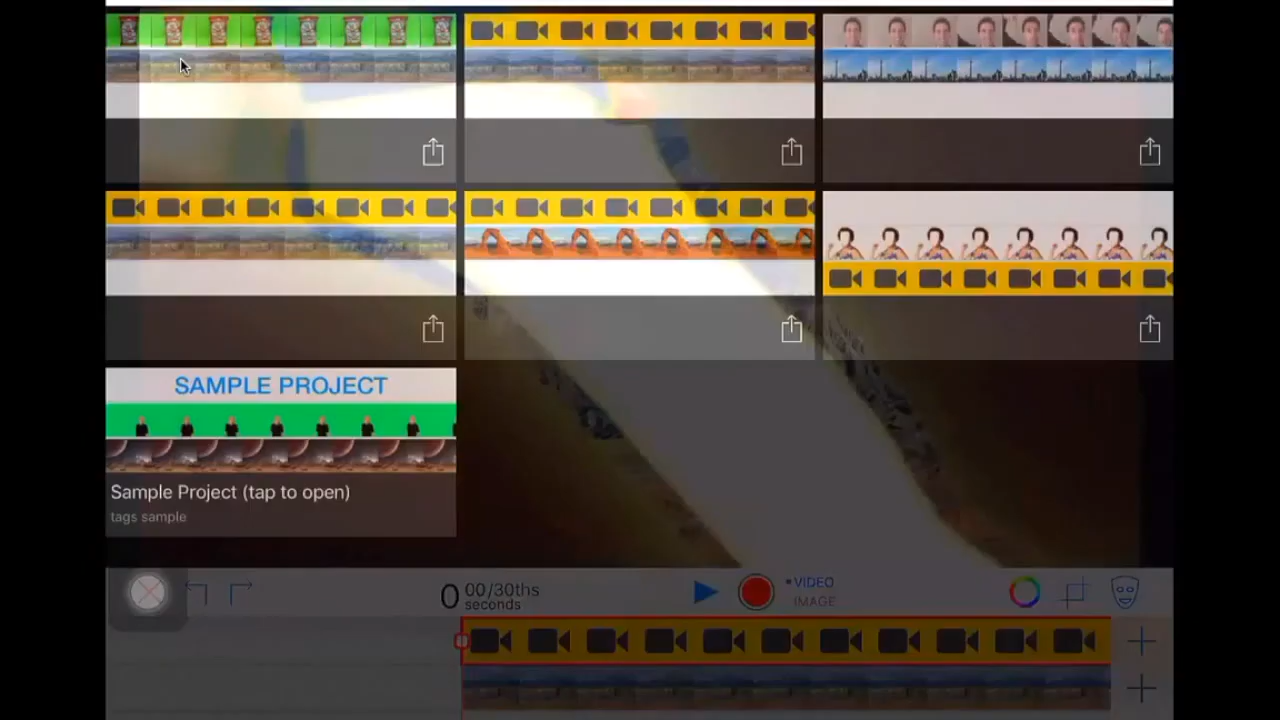 SAMPLE PROJECT
Sample Project (tap to open)
tags sample
0 00/30ths
seconds
•VIDEO
IMAGE